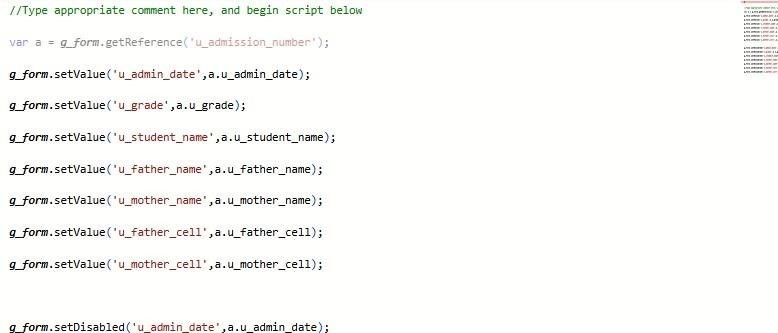 //Type appropriate comment here, and begin script below
var a = g_form.getReference('u_admission_number');
g_form.setValue('u_admin_date',a.u_admin_date);
g_form.setValue('u_grade',a.u_grade);
g_form.setValue('u_student_name',a.u_student_name);
g_form.setValue('u_father_name',a.u_father_name);
g_form.setValue('u_mother_name',a.u_mother_name);
g_form.setValue('u_father_cell',a.u_father_cell);
g_form.setValue('u_mother_cell',a.u_mother_cell);
g_form.setDisabled('u_admin_date',a.u_admin_date);